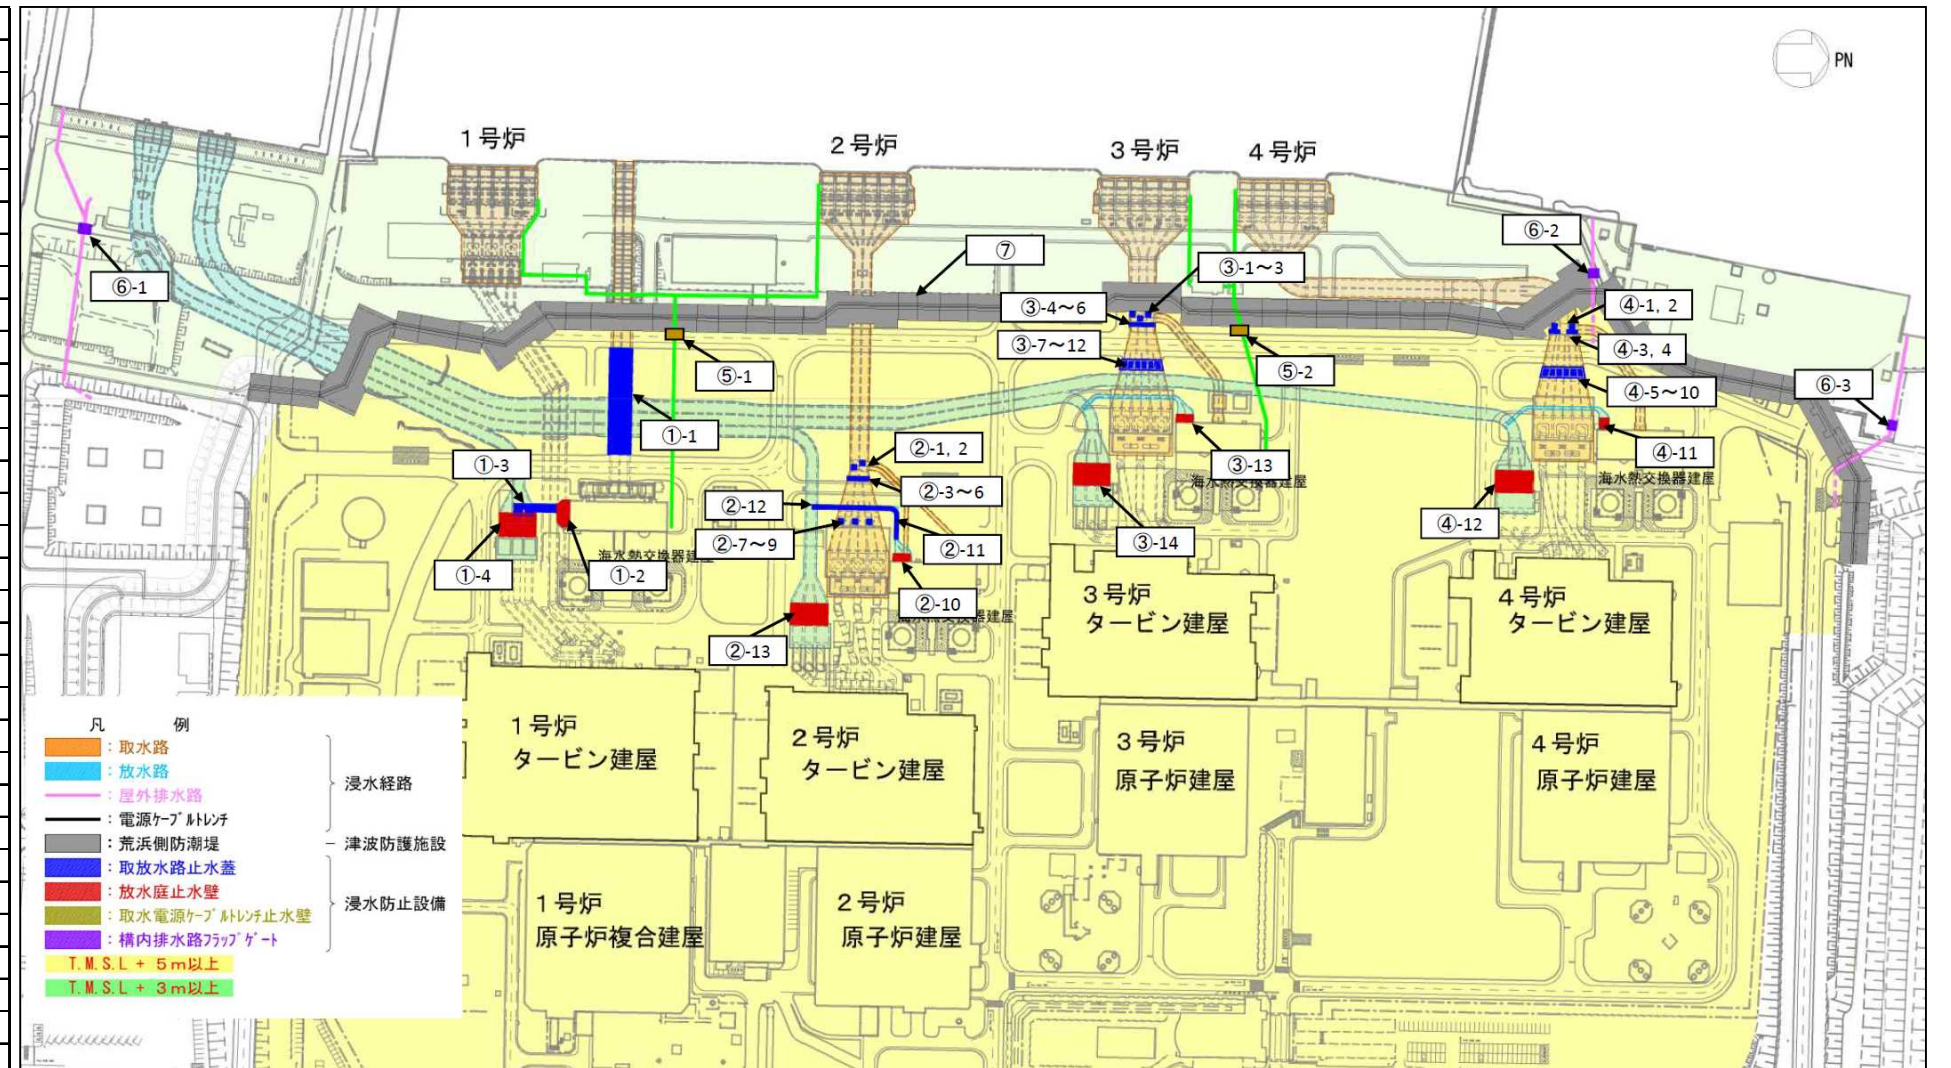 PN
1号炉
2号炉
3号炉
4号炉
⑥-1
⑥-2
⑦
③-1～3
③-4～6
③-7～12
④-1, 2
④-3, 4
④-5～10
⑥-3
⑤-1
⑤-2
①-1
①-3
②-1, 2
②-3～6
③-13
④-11
海水熱交換器建屋
海水熱交換器建屋
②-12
②-7～9
②-11
③-14
④-12
①-4
①-2
海水熱交換器建屋
②-10
海水熱交換器建屋
②-13
3号炉
タービン建屋
4号炉
タービン建屋
1号炉
タービン建屋
2号炉
タービン建屋
3号炉
原子炉建屋
4号炉
原子炉建屋
1号炉
原子炉複合建屋
2号炉
原子炉建屋
凡 例
：取水路
：放水路
：屋外排水路
：電源ｹｰﾌﾞﾙﾄﾚﾝﾁ
浸水経路
：荒浜側防潮堤
津波防護施設
：取放水路止水蓋
：放水庭止水壁
：取水電源ｹｰﾌﾞﾙﾄﾚﾝﾁ止水壁
：構内排水路ﾌﾗｯﾌﾟｹﾞｰﾄ
浸水防止設備
T.M.S.L + 5m以上
T.M.S.L + 3m以上